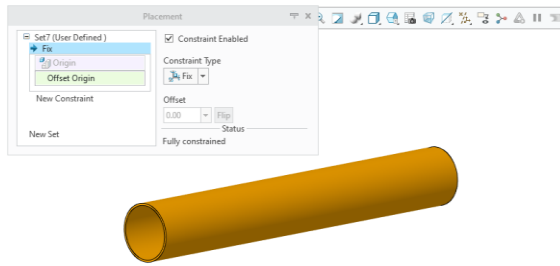 Placement
Set7 (User Defined )
Fix
Origin
Offset Origin
New Constraint
New Set
Constraint Enabled
Constraint Type
Fix
Offset
0.00
Flip
Status
Fully constrained